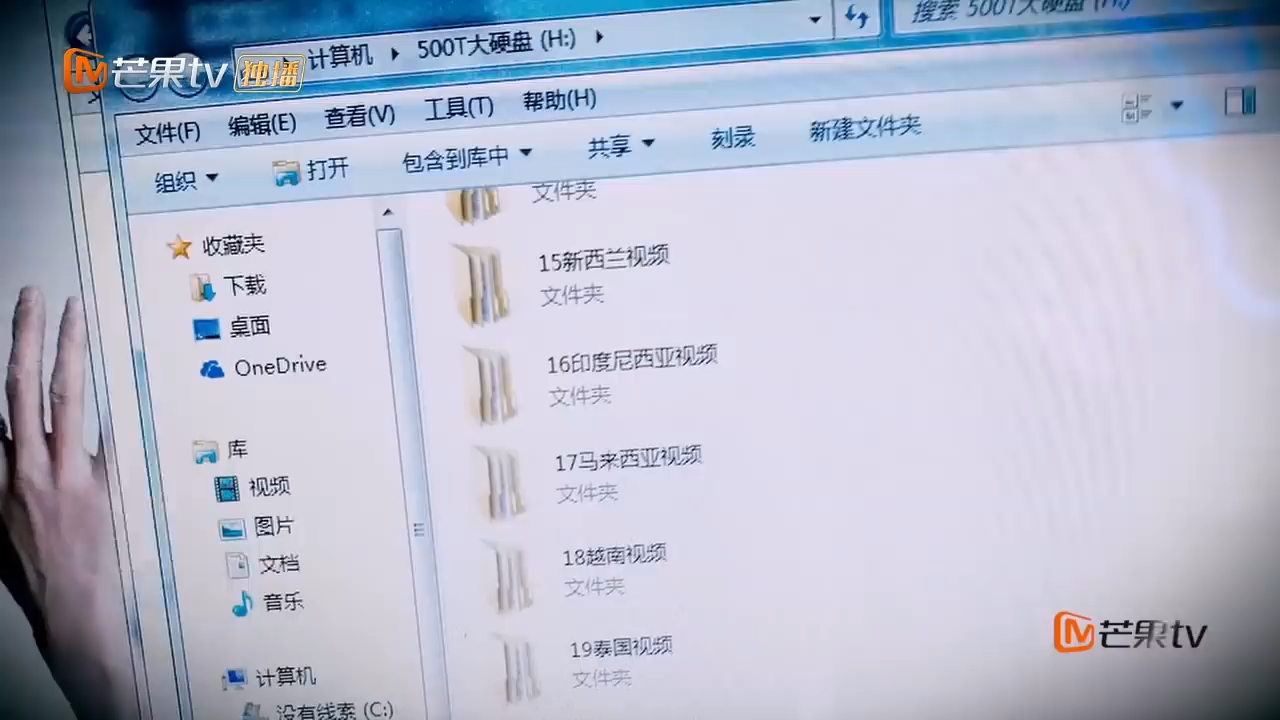 芒果tv 独播
计算机 500T大硬盘 (H:)
搜索 500T大硬盘 (H:)
文件(F) 编辑(E) 查看(V) 工具(T) 帮助(H)
组织 打开 包含到库中 共享 刻录 新建文件夹
收藏夹
下载
桌面
OneDrive
库
视频
图片
文档
音乐
计算机
没有线索 (C:)
文件夹
15新西兰视频
文件夹
16印度尼西亚视频
文件夹
17马来西亚视频
文件夹
18越南视频
文件夹
19泰国视频
文件夹
芒果tv